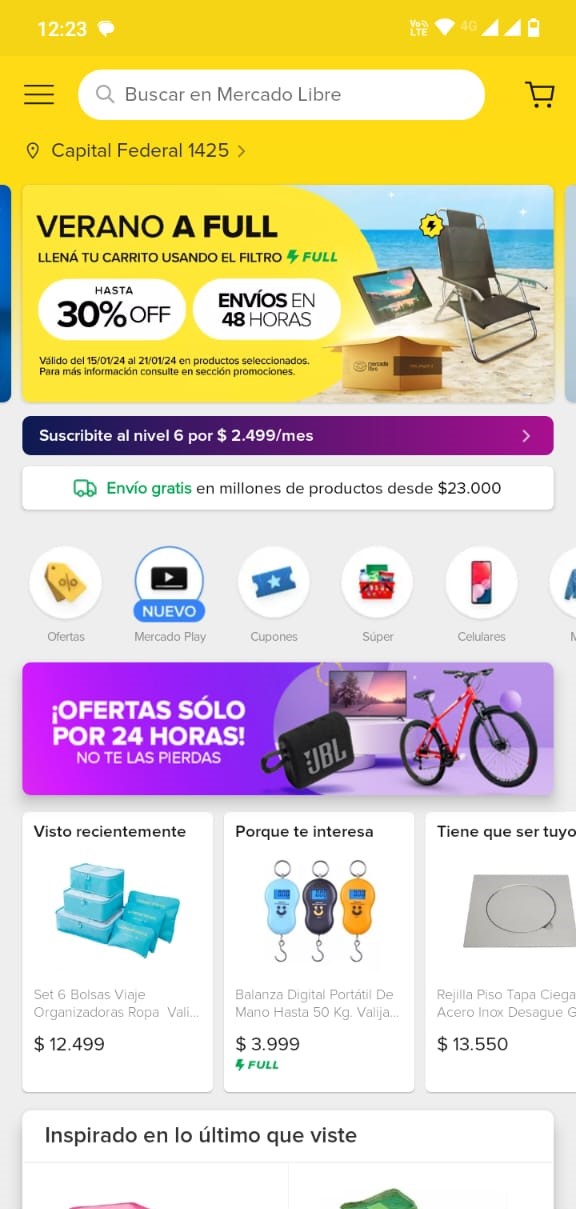 12:23
Vo LTE
4G
Buscar en Mercado Libre
Capital Federal 1425
VERANO A FULL
LLENÁ TU CARRITO USANDO EL FILTRO FULL
HASTA
30% OFF
ENVÍOS EN
48 HORAS
Válido del 15/01/24 al 21/01/24 en productos seleccionados.
Para más información consulte en sección promociones.
mercado
libre
Suscribite al nivel 6 por $ 2.499/mes
Envío gratis en millones de productos desde $23.000
NUEVO
Ofertas
Mercado Play
Cupones
Súper
Celulares
¡OFERTAS SÓLO
POR 24 HORAS!
NO TE LAS PIERDAS
JBL
Visto recientemente
Set 6 Bolsas Viaje
Organizadoras Ropa Vali...
$ 12.499
Porque te interesa
Balanza Digital Portátil De
Mano Hasta 50 Kg. Valija...
$ 3.999
FULL
Tiene que ser tuyo
Rejilla Piso Tapa Ciega
Acero Inox Desague G
$ 13.550
Inspirado en lo último que viste